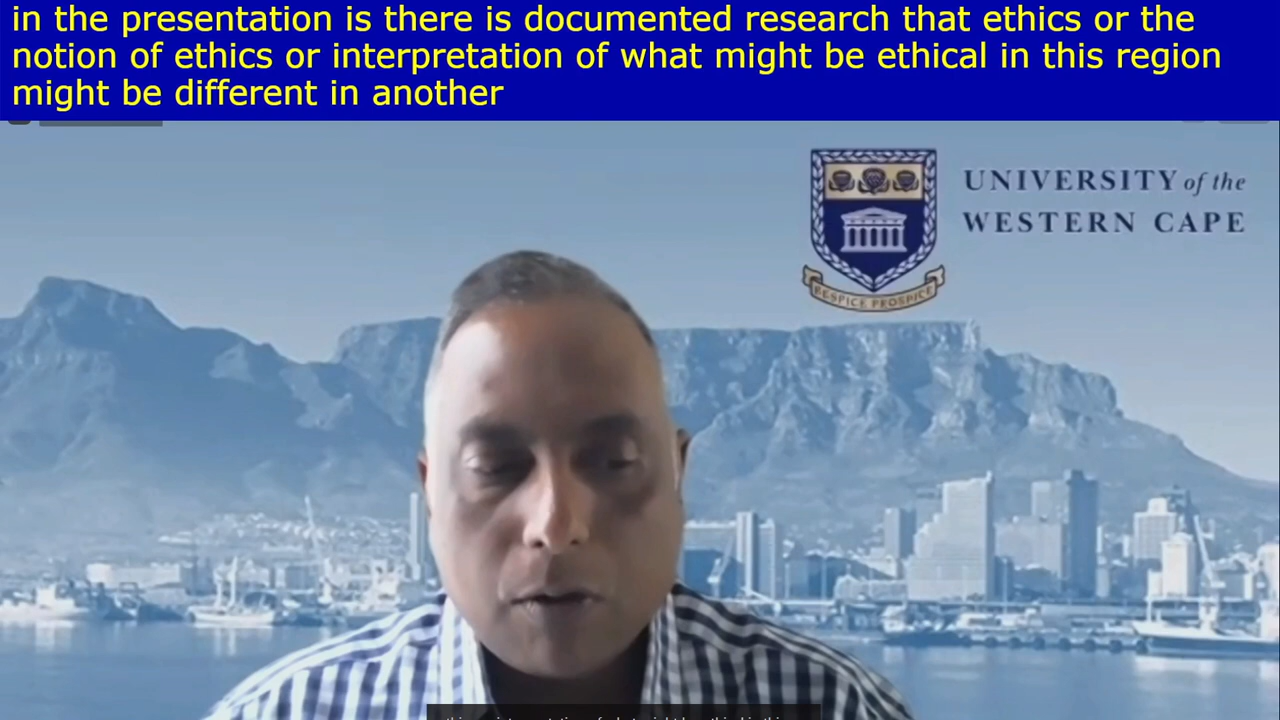 in the presentation is there is documented research that ethics or the
notion of ethics or interpretation of what might be ethical in this region
might be different in another
UNIVERSITY of the
WESTERN CAPE
RESPICE PROSPICE